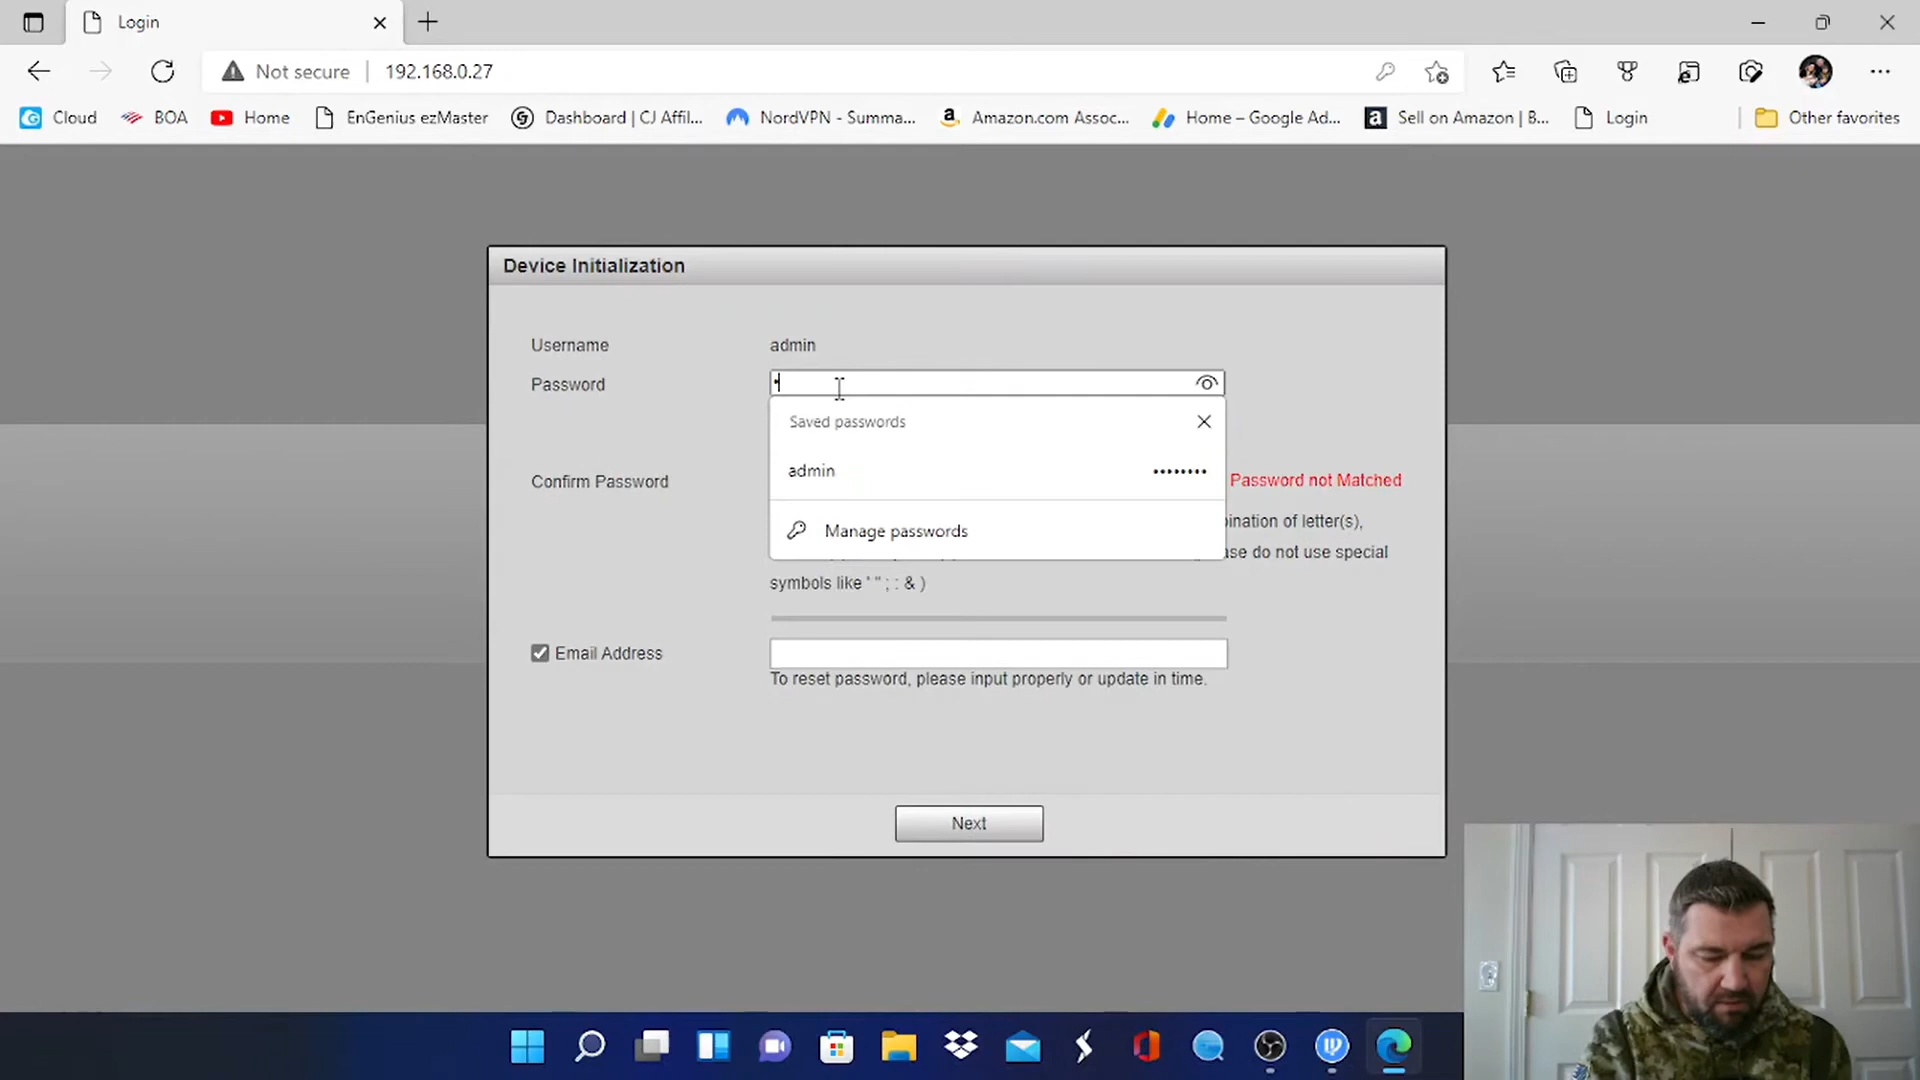 Login
Not secure 192.168.0.27
Cloud BOA Home EnGenius ezMaster Dashboard | CJ Affil... NordVPN - Summa... Amazon.com Assoc... Home – Google Ad... Sell on Amazon | B... Login Other favorites
Device Initialization
Username admin
Password
Saved passwords
admin ••••••••
Confirm Password Password not Matched
Manage passwords
of letter(s),
do not use special
symbols like ' " ; : & )
Email Address
To reset password, please input properly or update in time.
Next